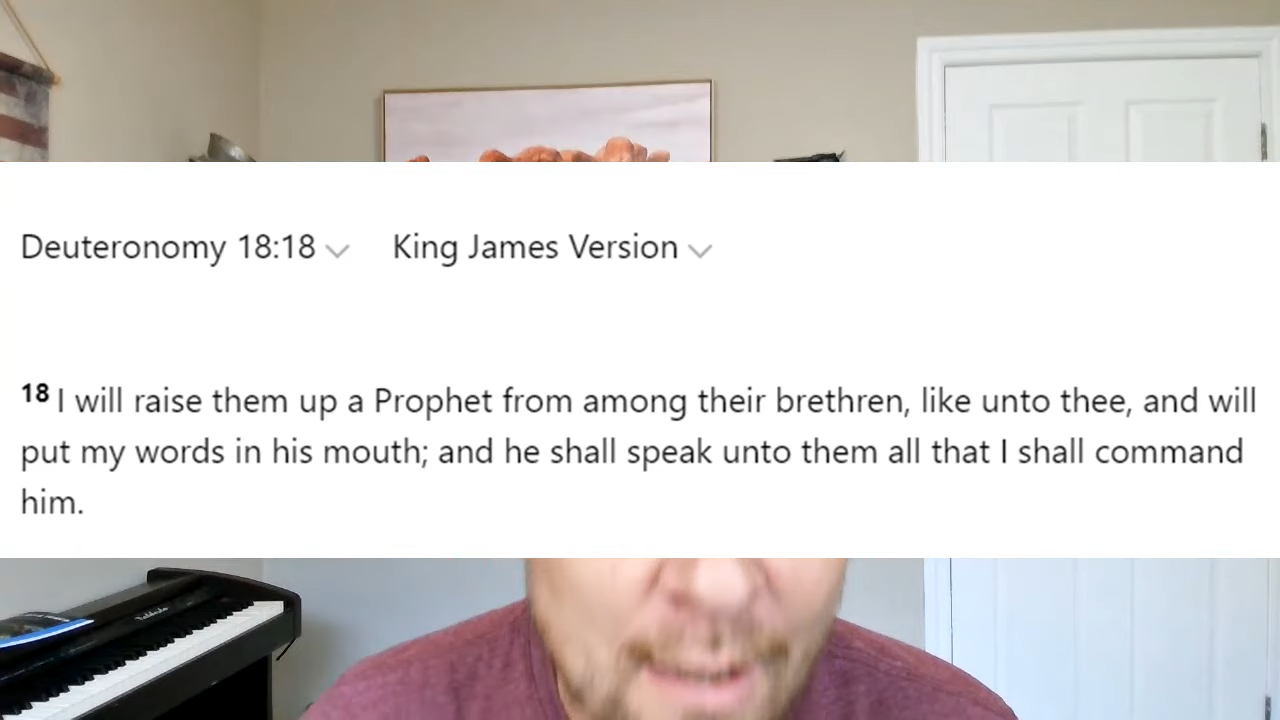 Deuteronomy 18:18 King James Version
18 I will raise them up a Prophet from among their brethren, like unto thee, and will
put my words in his mouth; and he shall speak unto them all that I shall command
him.